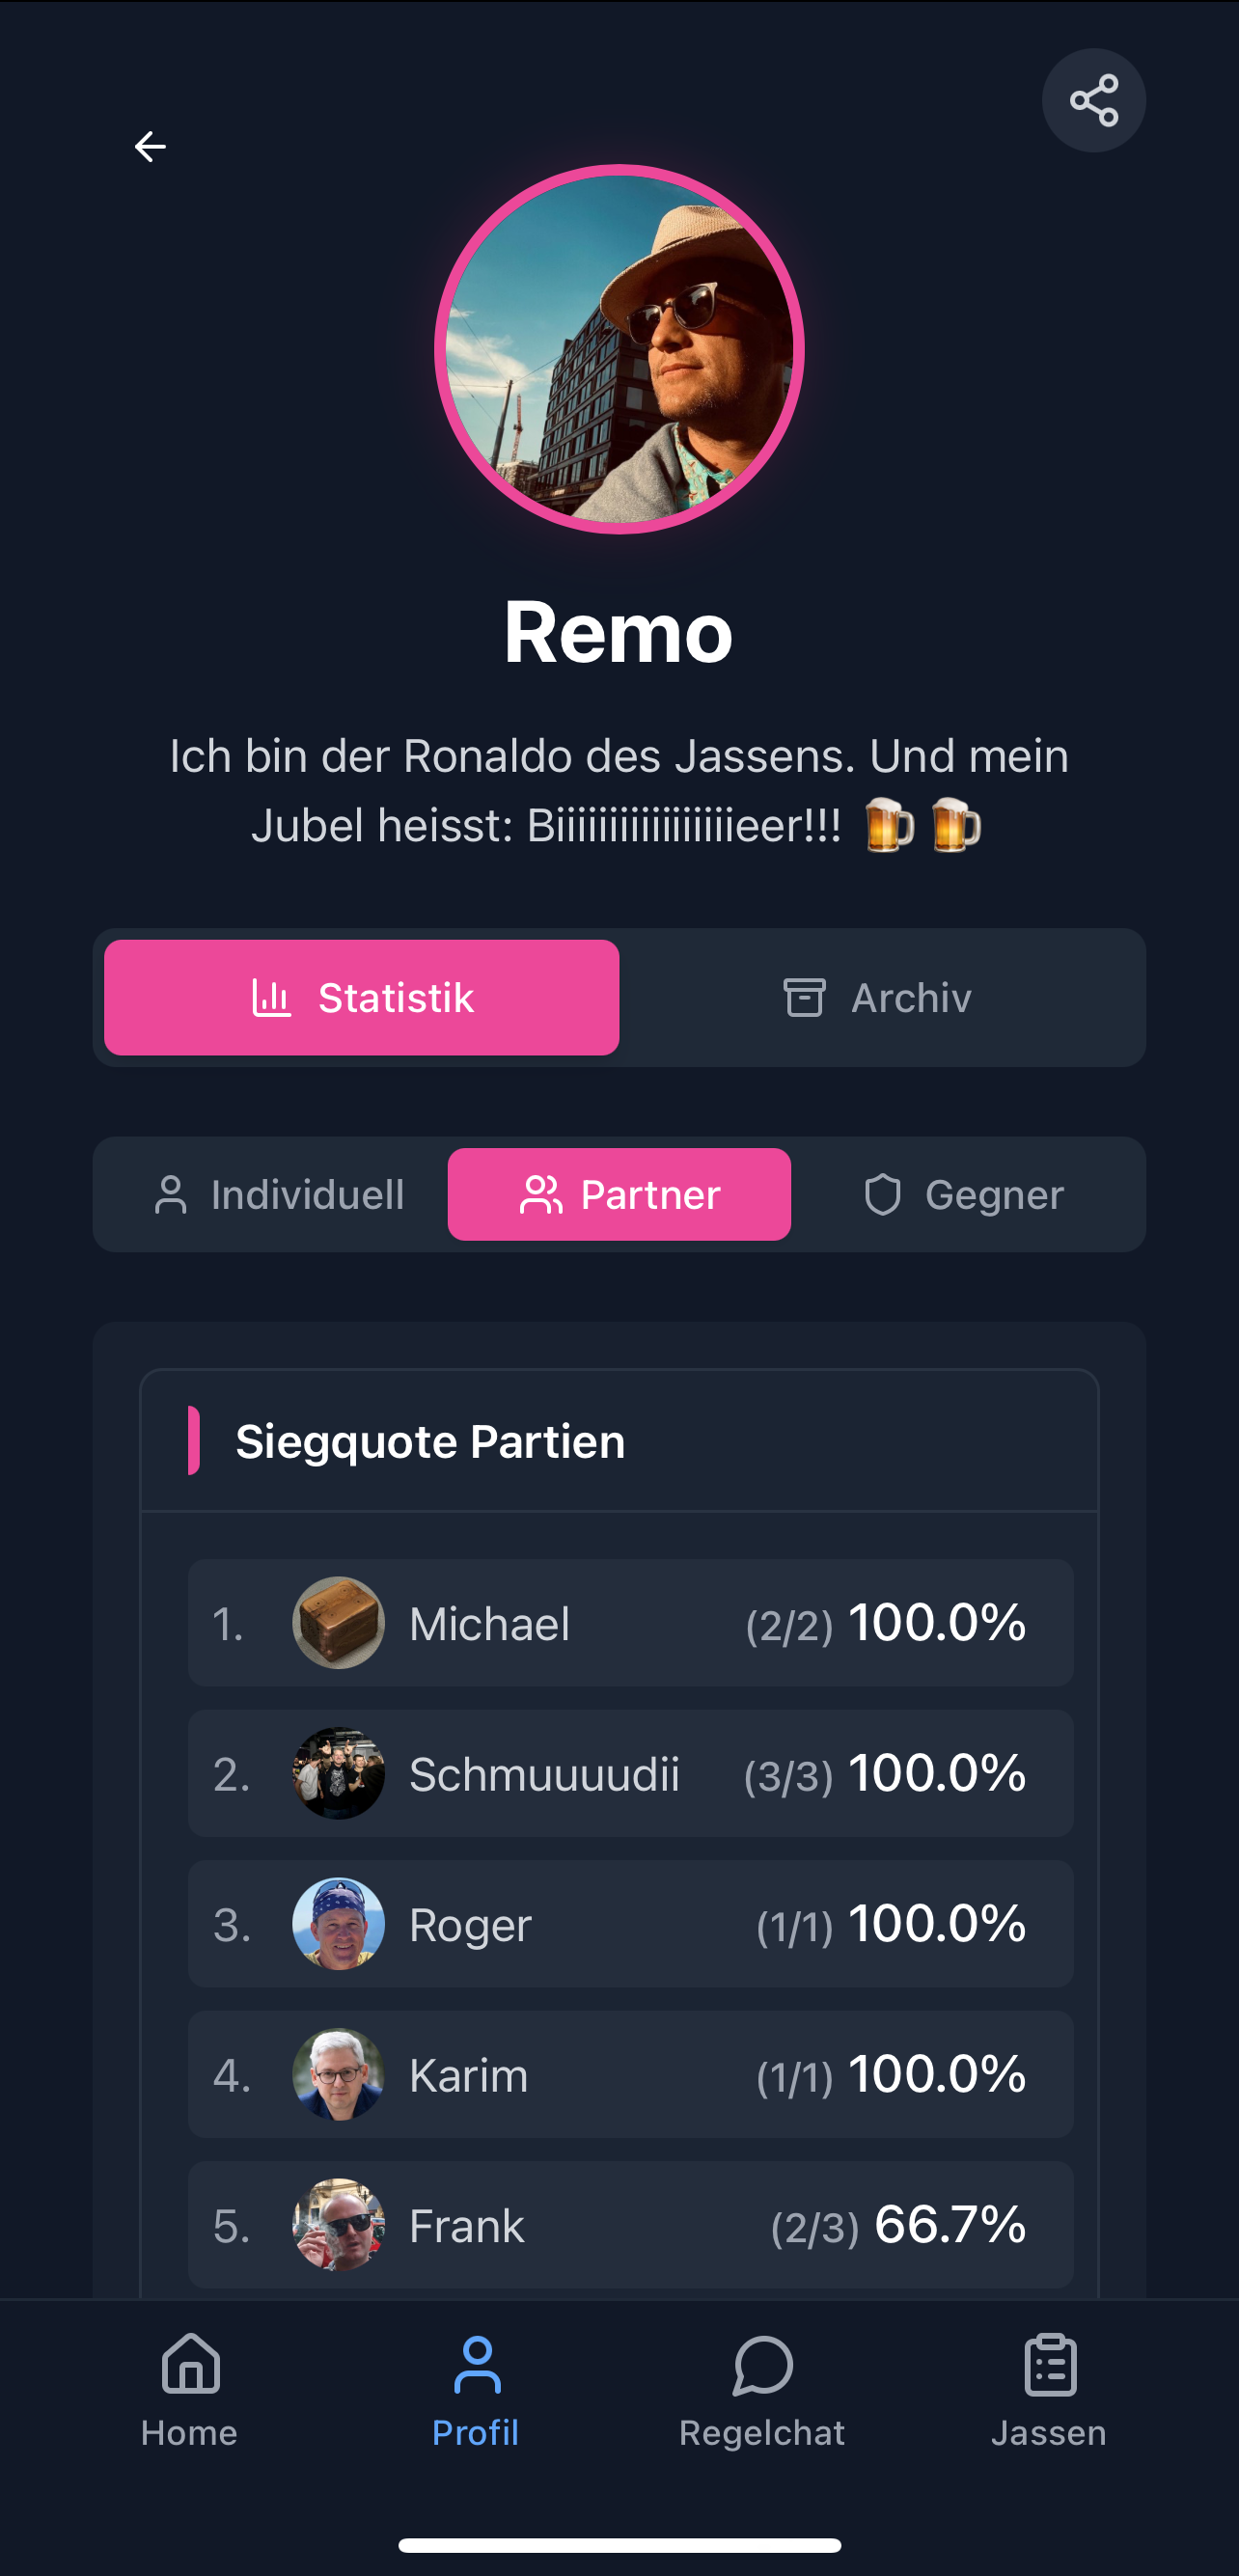 Remo
Ich bin der Ronaldo des Jassens. Und mein
Jubel heisst: Biiiiiiiiiiiiiiiiieer!!! 🍺🍺
Statistik
Archiv
Individuell
Partner
Gegner
Siegquote Partien
1. Michael (2/2) 100.0%
2. Schmuuuudii (3/3) 100.0%
3. Roger (1/1) 100.0%
4. Karim (1/1) 100.0%
5. Frank (2/3) 66.7%
Home
Profil
Regelchat
Jassen